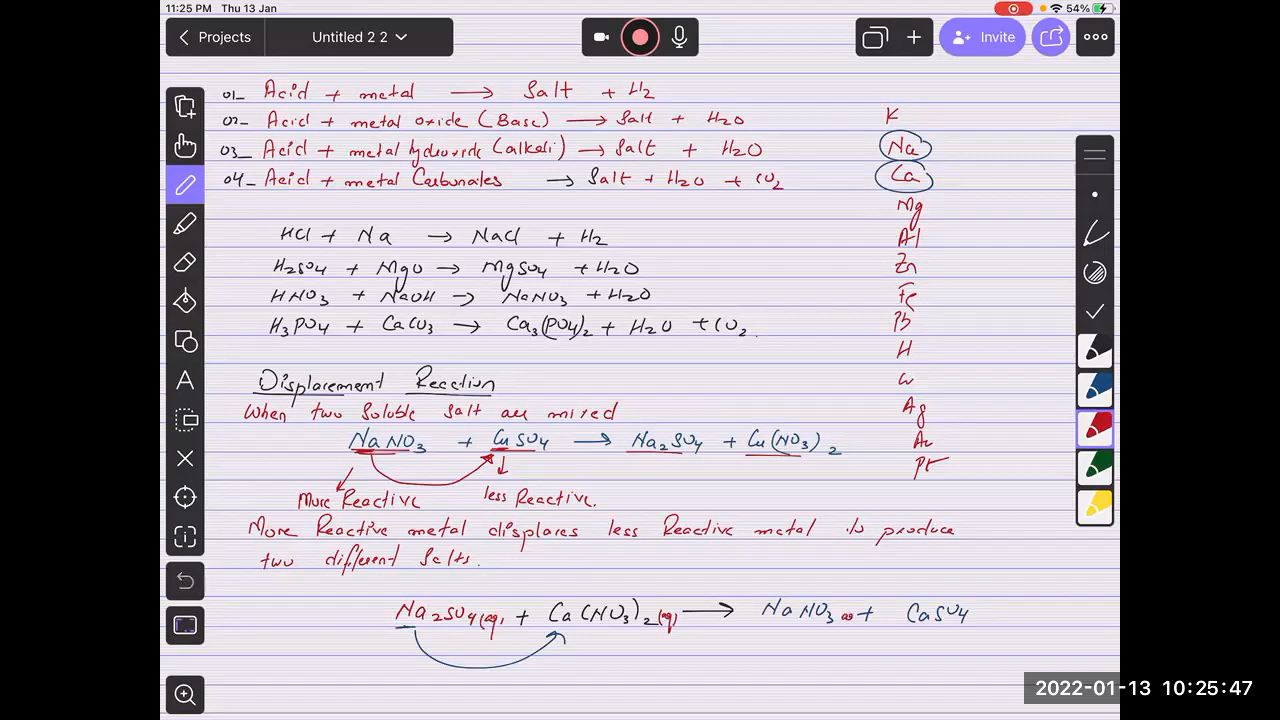 11:25 PM Thu 13 Jan
54%
Projects
Untitled 2 2
Invite
01_ Acid + metal → Salt + H2
02_ Acid + metal oxide (Base) → Salt + H2O
03_ Acid + metal hydroxide (alkali) → Salt + H2O
04_ Acid + metal Carbonates → Salt + H2O + CO2
HCl + Na → NaCl + H2
H2SO4 + MgO → MgSO4 + H2O
HNO3 + NaOH → NaNO3 + H2O
H3PO4 + CaCO3 → Ca3(PO4)2 + H2O + CO2
K
Na
Ca
Mg
Al
Zn
Fe
Pb
H
Cu
Ag
Au
Pt
Displacement Reaction
When two Soluble Salt are mixed
NaNO3 + CuSO4 → Na2SO4 + Cu(NO3)2
More Reactive less Reactive.
More Reactive metal displaces less Reactive metal to produce
two different Salts.
Na2SO4(aq) + Ca(NO3)2(aq) → NaNO3 aq + CaSO4
2022-01-13 10:25:47